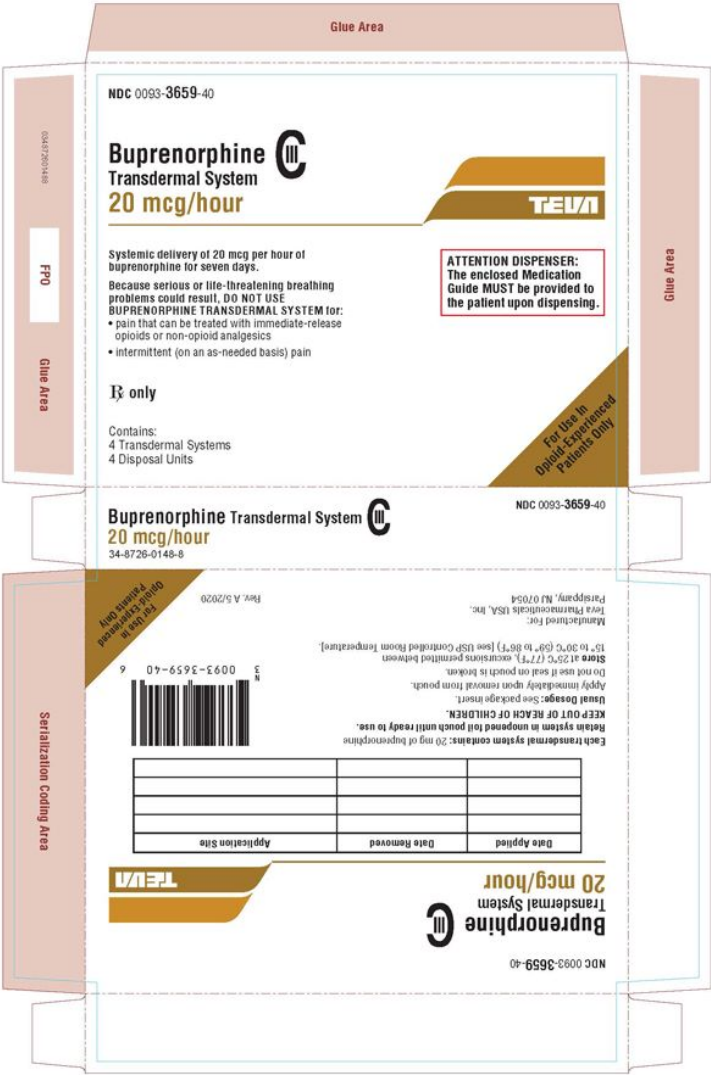 Glue Area
NDC 0093-3659-40
Buprenorphine CIII
Transdermal System
20 mcg/hour
TEVA
Systemic delivery of 20 mcg per hour of
buprenorphine for seven days.
Because serious or life-threatening breathing
problems could result, DO NOT USE
BUPRENORPHINE TRANSDERMAL SYSTEM for:
• pain that can be treated with immediate-release
opioids or non-opioid analgesics
• intermittent (on an as-needed basis) pain
ATTENTION DISPENSER:
The enclosed Medication
Guide MUST be provided to
the patient upon dispensing.
℞ only
Contains:
4 Transdermal Systems
4 Disposal Units
For Use In
Opioid-Experienced
Patients Only
FPO
Glue Area
Glue Area
Buprenorphine Transdermal System CIII
20 mcg/hour
34-8726-0148-8
NDC 0093-3659-40
Serialization Coding Area
NDC 0093-3659-40
Buprenorphine CIII
Transdermal System
20 mcg/hour
TEVA
Date Applied Date Removed Application Site
Each transdermal system contains: 20 mg of buprenorphine
Retain system in unopened foil pouch until ready to use.
KEEP OUT OF REACH OF CHILDREN.
Usual Dosage: See package insert.
Apply immediately upon removal from pouch.
Do not use if seal on pouch is broken.
Store at 25°C (77°F), excursions permitted between
15° to 30°C (59° to 86°F) [see USP Controlled Room Temperature].
Manufactured For:
Teva Pharmaceuticals USA, Inc.
Parsippany, NJ 07054
Rev. A 5/2020
N
3 0093-3659-40 6
For Use In
Opioid-Experienced
Patients Only